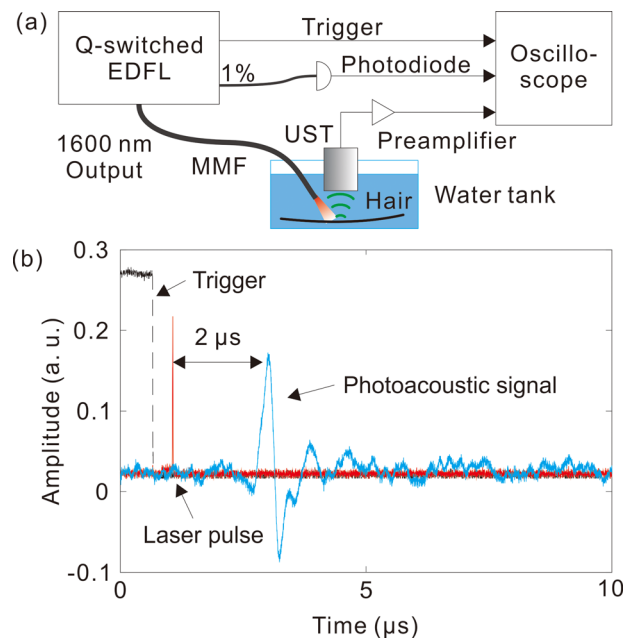 (a)
Q-switched
EDFL
Trigger
1%
Photodiode
Oscillo-
scope
1600 nm
Output
MMF
UST
Preamplifier
Hair
Water tank
(b)
0.3
0.2
0.1
0
-0.1
Amplitude (a. u.)
Trigger
2 µs
Photoacoustic signal
Laser pulse
0
5
10
Time (µs)